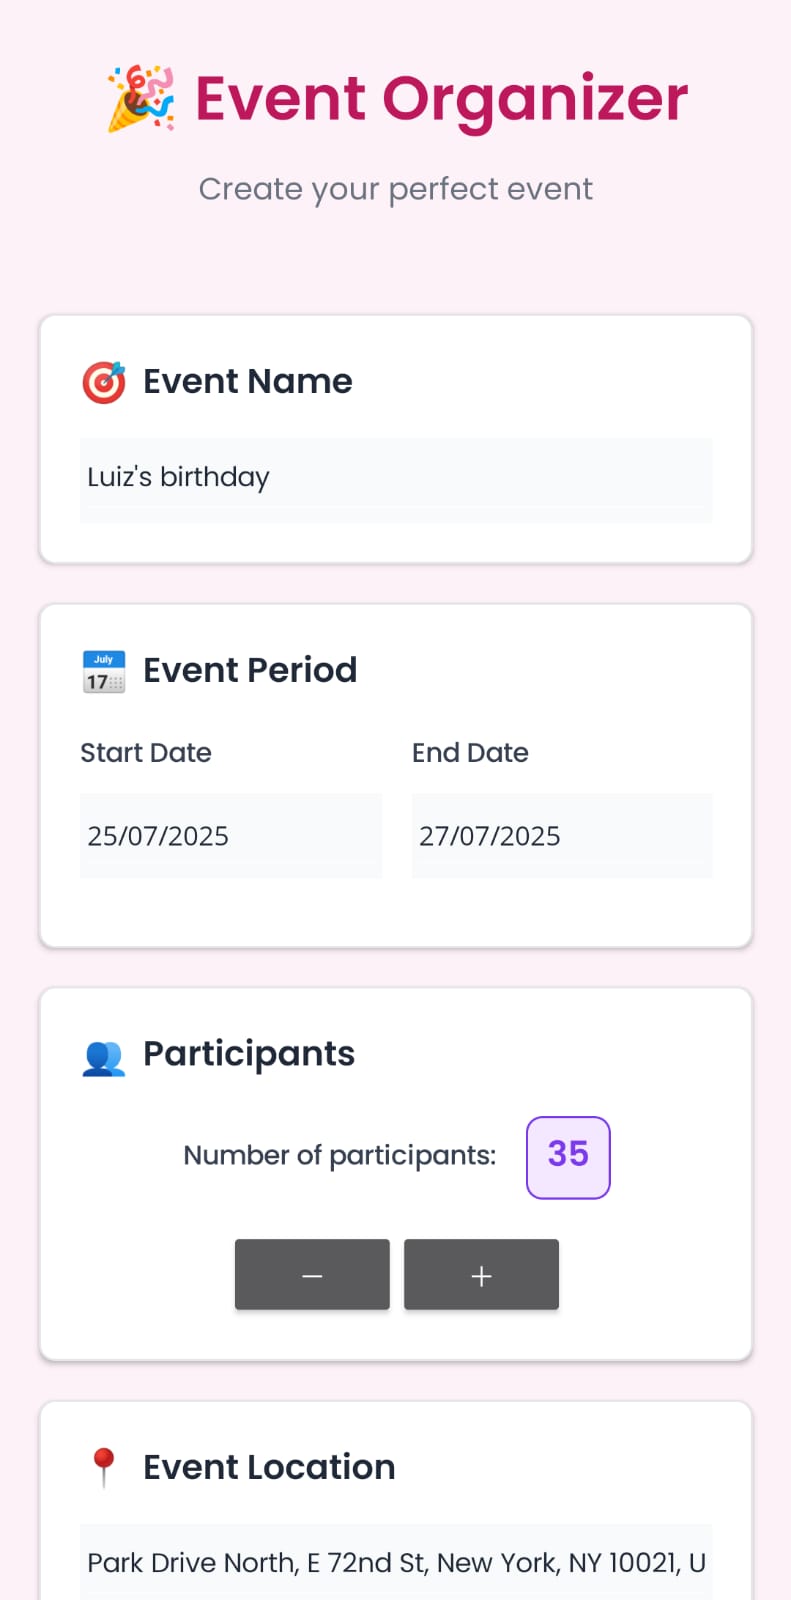 🎉 Event Organizer
Create your perfect event
🎯 Event Name
Luiz's birthday
📅 Event Period
Start Date End Date
25/07/2025 27/07/2025
👥 Participants
Number of participants: 35
− +
📍 Event Location
Park Drive North, E 72nd St, New York, NY 10021, U